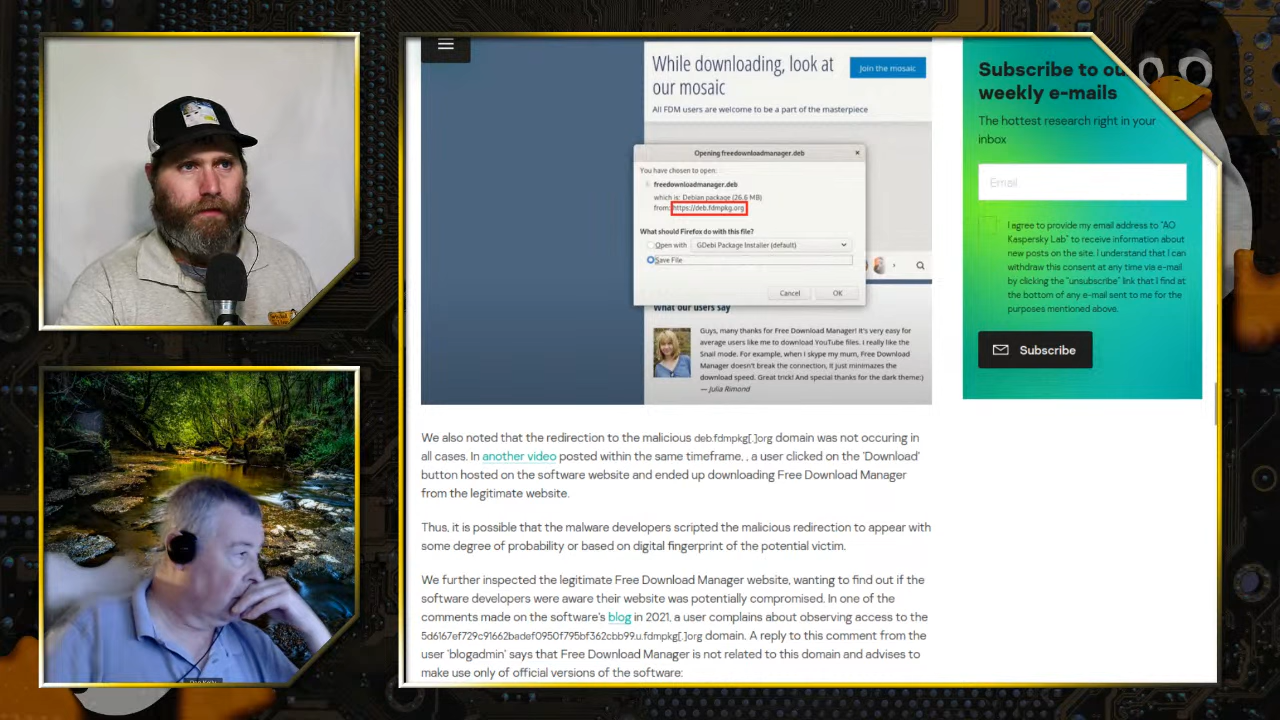 While downloading, look at
our mosaic
Join the mosaic
All FDM users are welcome to be a part of the masterpiece
Opening freedownloadmanager.deb
You have chosen to open:
freedownloadmanager.deb
which is: Debian package (26.6 MB)
from: https://deb.fdmpkg.org
What should Firefox do with this file?
Open with
GDebi Package Installer (default)
Save File
Cancel
OK
What our users say
Guys, many thanks for Free Download Manager! It's very easy for
average users like me to download YouTube files. I really like the
Snail mode. For example, when I skype my mum, Free Download
Manager doesn't break the connection, it just minimazes the
download speed. Great trick! And special thanks for the dark theme:)
— Julia Rimond
We also noted that the redirection to the malicious deb.fdmpkg[.]org domain was not occuring in
all cases. In another video posted within the same timeframe, , a user clicked on the 'Download'
button hosted on the software website and ended up downloading Free Download Manager
from the legitimate website.
Thus, it is possible that the malware developers scripted the malicious redirection to appear with
some degree of probability or based on digital fingerprint of the potential victim.
We further inspected the legitimate Free Download Manager website, wanting to find out if the
software developers were aware their website was potentially compromised. In one of the
comments made on the software's blog in 2021, a user complains about observing access to the
5d6167ef729c91662badef0950f795bf362cbb99.u.fdmpkg[.]org domain. A reply to this comment from the
user 'blogadmin' says that Free Download Manager is not related to this domain and advises to
make use only of official versions of the software:
Subscribe to our
weekly e-mails
The hottest research right in your
inbox
Email
I agree to provide my email address to "AO
Kaspersky Lab" to receive information about
new posts on the site. I understand that I can
withdraw this consent at any time via e-mail
by clicking the "unsubscribe" link that I find at
the bottom of any e-mail sent to me for the
purposes mentioned above.
Subscribe